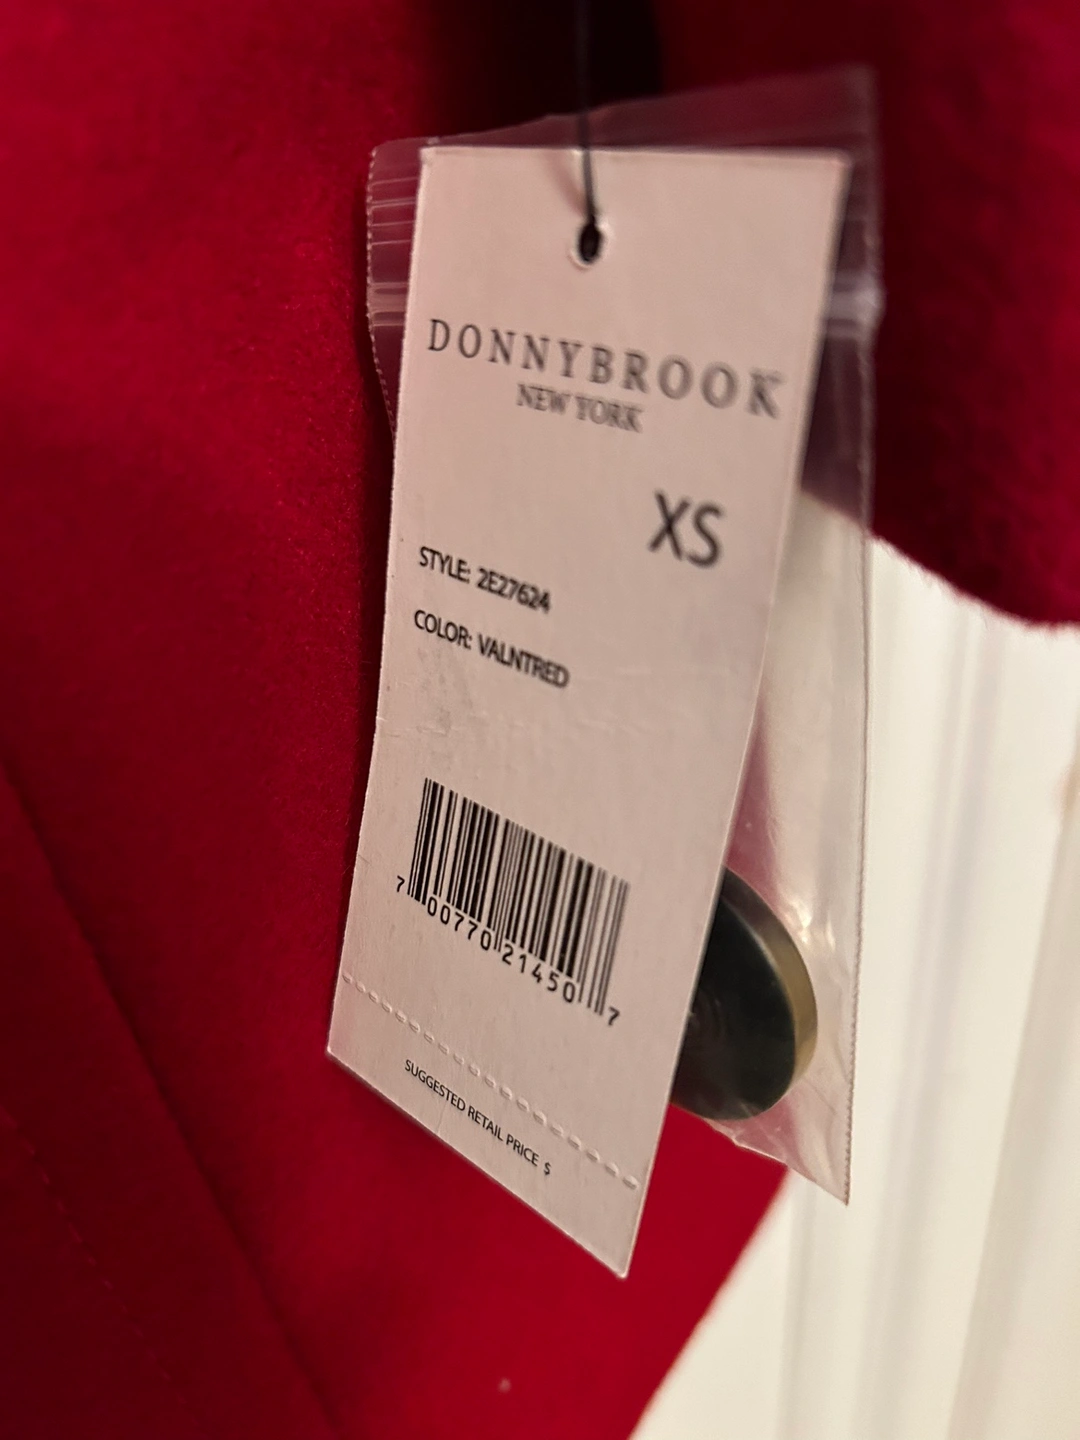 DONNYBROOK
NEW YORK
XS
STYLE: 2E27624
COLOR: VALNTRED
7 00770 21450 7
SUGGESTED RETAIL PRICE $